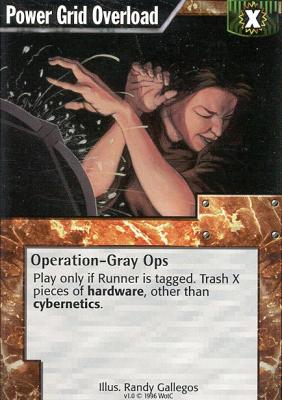 Power Grid Overload
X
Operation-Gray Ops
Play only if Runner is tagged. Trash X
pieces of hardware, other than
cybernetics.
Illus. Randy Gallegos
v1.0 © 1996 WotC